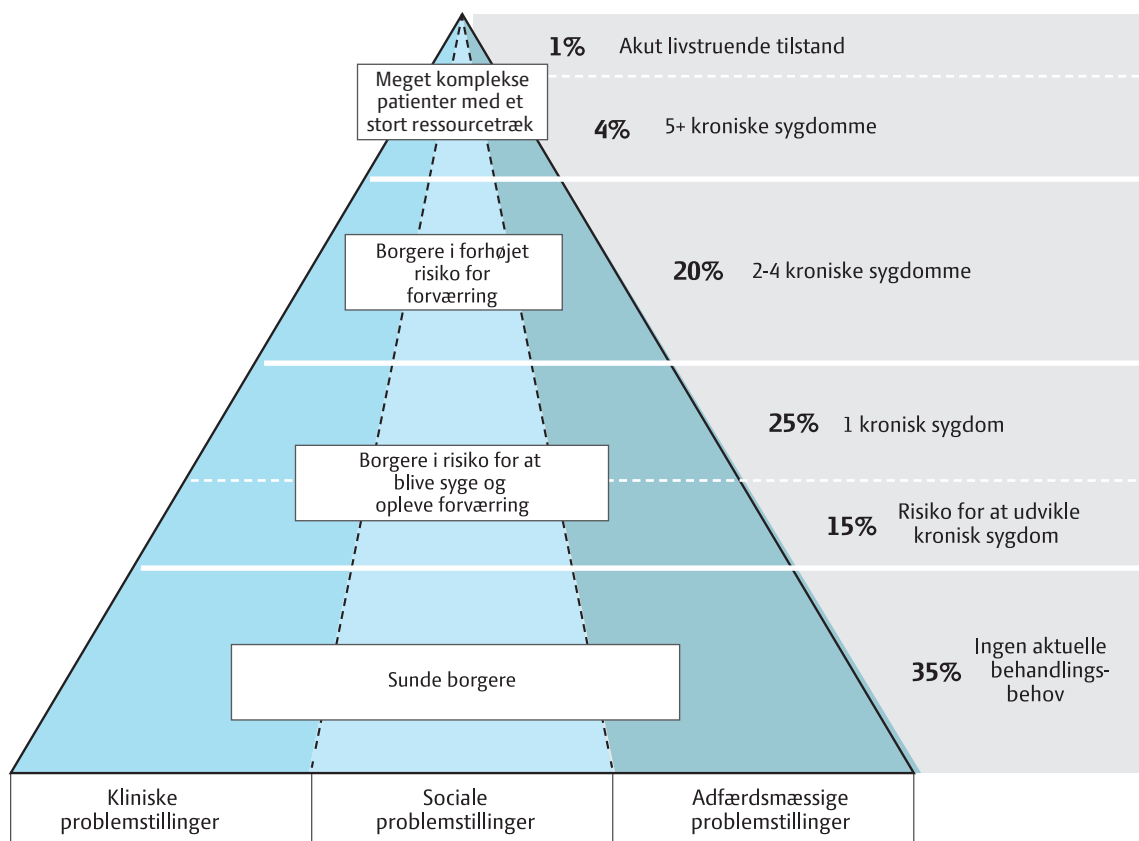 1% Akut livstruende tilstand
Meget komplekse
patienter med et
stort ressourcetræk
4% 5+ kroniske sygdomme
Borgere i forhøjet
risiko for
forværring
20% 2-4 kroniske sygdomme
25% 1 kronisk sygdom
Borgere i risiko for at
blive syge og
opleve forværring
15% Risiko for at udvikle
kronisk sygdom
Sunde borgere
35% Ingen aktuelle
behandlings-
behov
Kliniske
problemstillinger
Sociale
problemstillinger
Adfærdsmæssige
problemstillinger